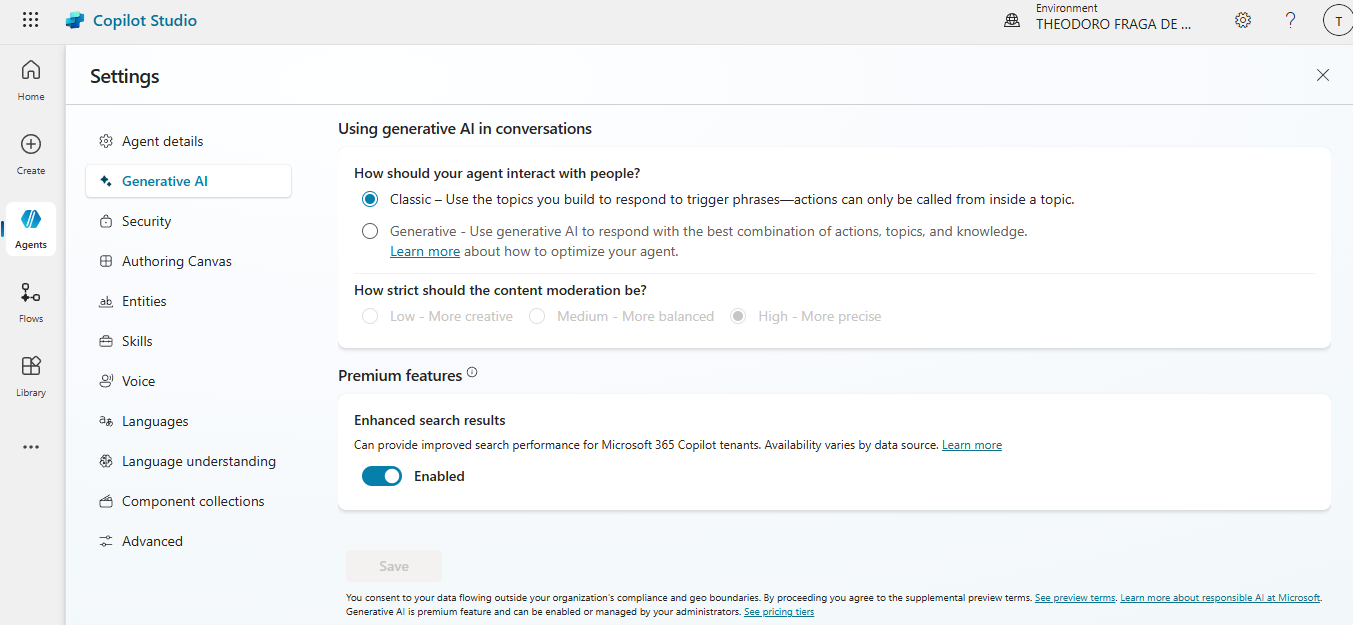 Copilot Studio
Environment
THEODORO FRAGA DE ...
?
T
Home
Create
Agents
Flows
Library
Settings
Agent details
Generative AI
Security
Authoring Canvas
ab Entities
Skills
Voice
Languages
Language understanding
Component collections
Advanced
Using generative AI in conversations
How should your agent interact with people?
Classic – Use the topics you build to respond to trigger phrases—actions can only be called from inside a topic.
Generative - Use generative AI to respond with the best combination of actions, topics, and knowledge.
Learn more about how to optimize your agent.
How strict should the content moderation be?
Low - More creative
Medium - More balanced
High - More precise
Premium features
Enhanced search results
Can provide improved search performance for Microsoft 365 Copilot tenants. Availability varies by data source. Learn more
Enabled
Save
You consent to your data flowing outside your organization's compliance and geo boundaries. By proceeding you agree to the supplemental preview terms. See preview terms. Learn more about responsible AI at Microsoft.
Generative AI is premium feature and can be enabled or managed by your administrators. See pricing tiers